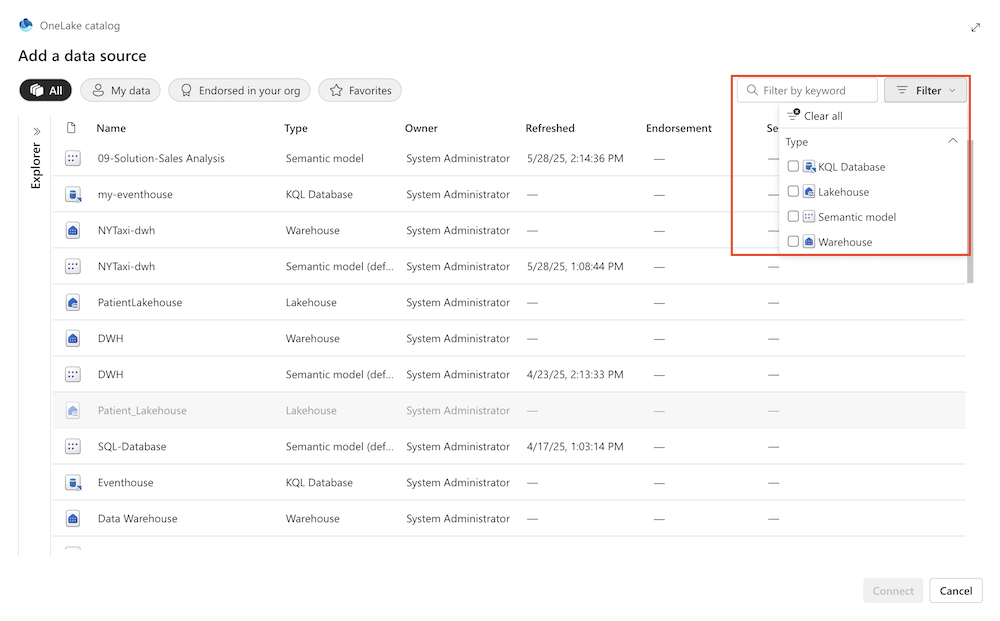 OneLake catalog
Add a data source
All My data Endorsed in your org Favorites Filter by keyword Filter
Clear all
Explorer
Name Type Owner Refreshed Endorsement Se
Type
09-Solution-Sales Analysis Semantic model System Administrator 5/28/25, 2:14:36 PM — —
KQL Database
my-eventhouse KQL Database System Administrator — — —
Lakehouse
Semantic model
NYTaxi-dwh Warehouse System Administrator — — —
Warehouse
NYTaxi-dwh Semantic model (def... System Administrator 5/28/25, 1:08:44 PM — —
PatientLakehouse Lakehouse System Administrator — — —
DWH Warehouse System Administrator — — —
DWH Semantic model (def... System Administrator 4/23/25, 2:13:33 PM — —
Patient_Lakehouse Lakehouse System Administrator — — —
SQL-Database Semantic model (def... System Administrator 4/17/25, 1:03:14 PM — —
Eventhouse KQL Database System Administrator — — —
Data Warehouse Warehouse System Administrator — — —
Connect Cancel